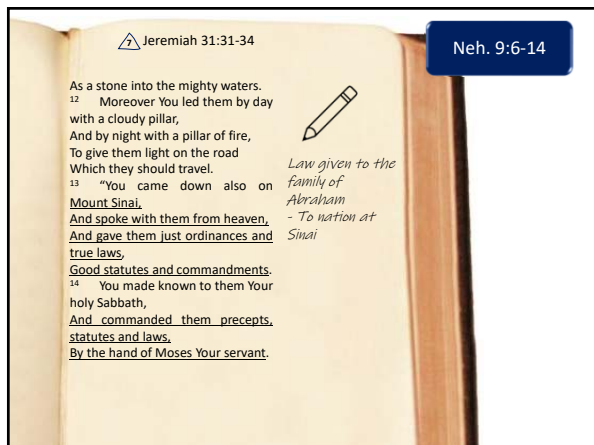 7 Jeremiah 31:31-34
Neh. 9:6-14
As a stone into the mighty waters.
12 Moreover You led them by day
with a cloudy pillar,
And by night with a pillar of fire,
To give them light on the road
Which they should travel.
13 “You came down also on
Mount Sinai,
And spoke with them from heaven,
And gave them just ordinances and
true laws,
Good statutes and commandments.
14 You made known to them Your
holy Sabbath,
And commanded them precepts,
statutes and laws,
By the hand of Moses Your servant.
Law given to the
family of
Abraham
- To nation at
Sinai